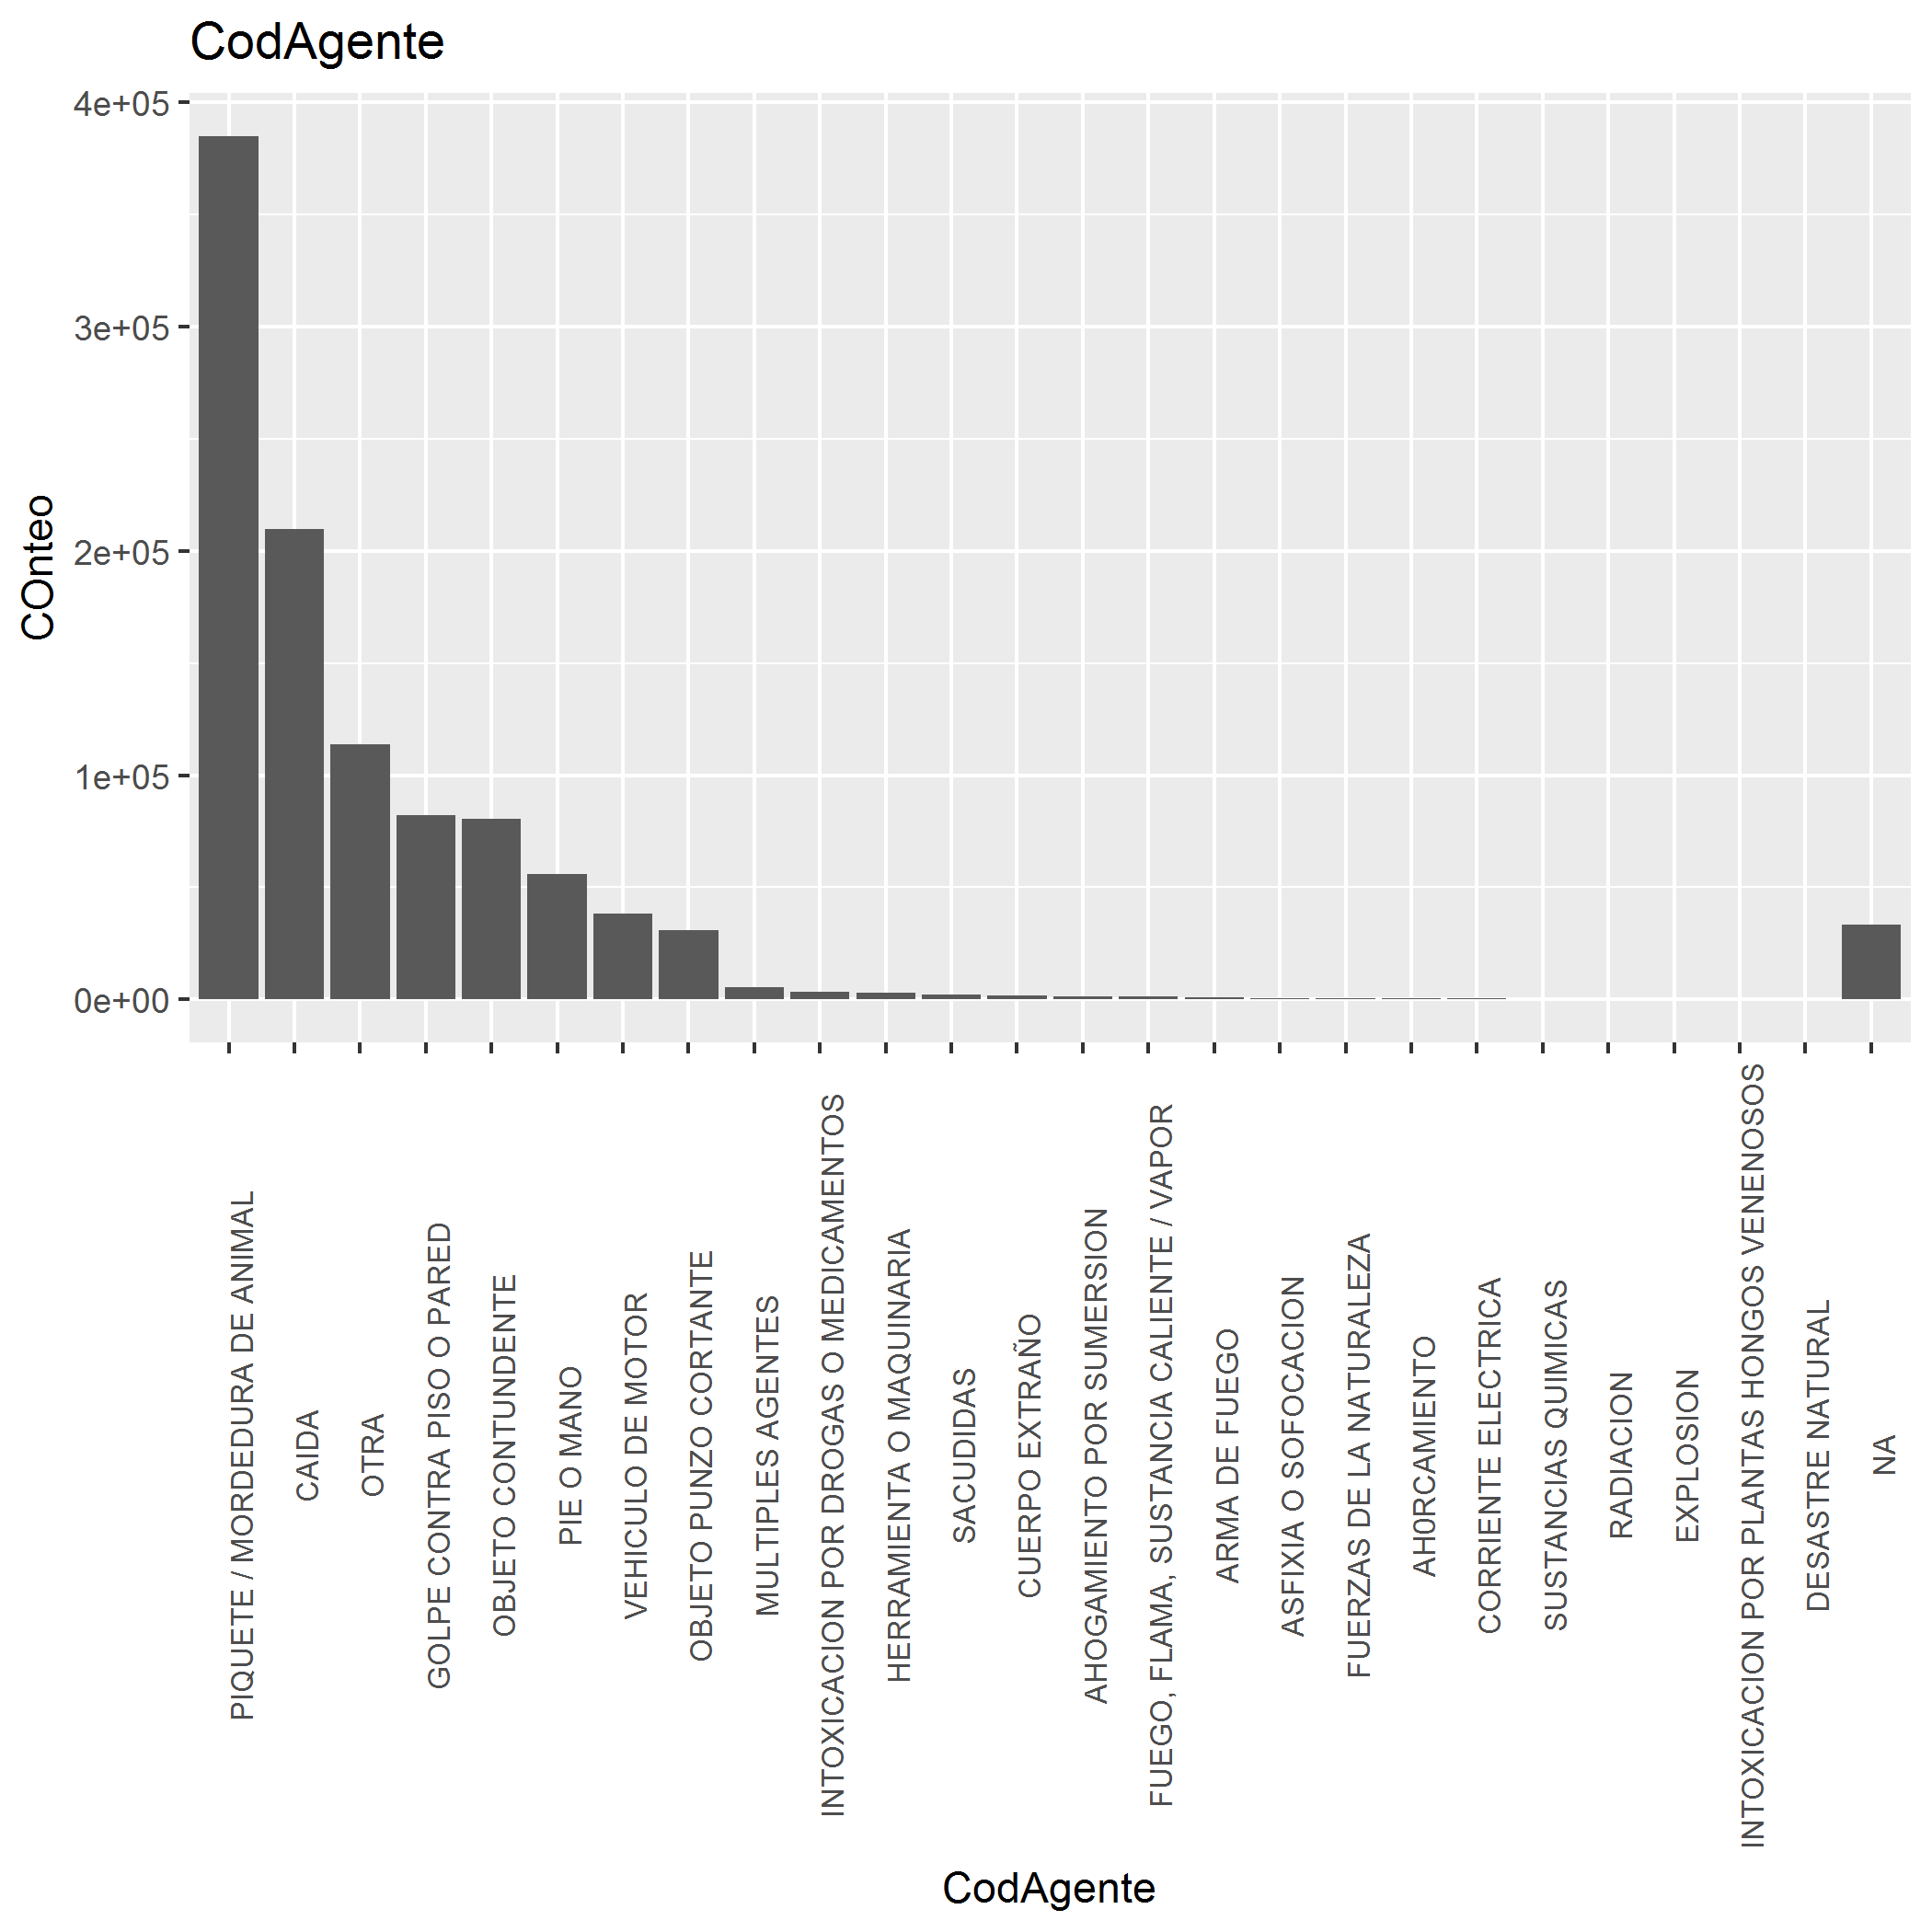 CodAgente
4e+05
3e+05
2e+05
1e+05
0e+00
COnteo
PIQUETE / MORDEDURA DE ANIMAL
CAIDA
OTRA
GOLPE CONTRA PISO O PARED
OBJETO CONTUNDENTE
PIE O MANO
VEHICULO DE MOTOR
OBJETO PUNZO CORTANTE
MULTIPLES AGENTES
INTOXICACION POR DROGAS O MEDICAMENTOS
HERRAMIENTA O MAQUINARIA
SACUDIDAS
CUERPO EXTRAÑO
AHOGAMIENTO POR SUMERSION
FUEGO, FLAMA, SUSTANCIA CALIENTE / VAPOR
ARMA DE FUEGO
ASFIXIA O SOFOCACION
FUERZAS DE LA NATURALEZA
AH0RCAMIENTO
CORRIENTE ELECTRICA
SUSTANCIAS QUIMICAS
RADIACION
EXPLOSION
INTOXICACION POR PLANTAS HONGOS VENENOSOS
DESASTRE NATURAL
NA
CodAgente